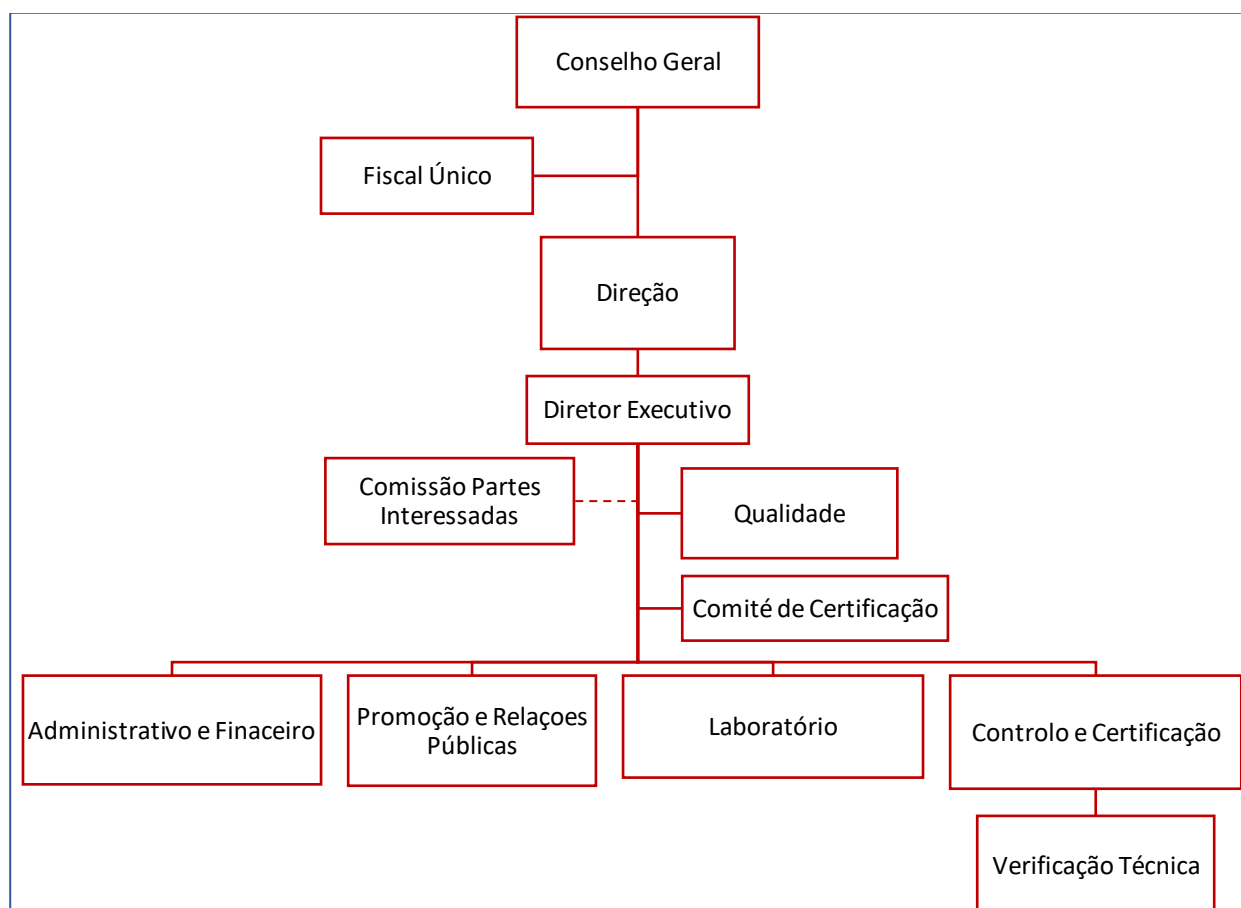 Conselho Geral
Fiscal Único
Direção
Diretor Executivo
Comissão Partes
Interessadas
Qualidade
Comité de Certificação
Administrativo e Finaceiro
Promoção e Relaçoes
Públicas
Laboratório
Controlo e Certificação
Verificação Técnica